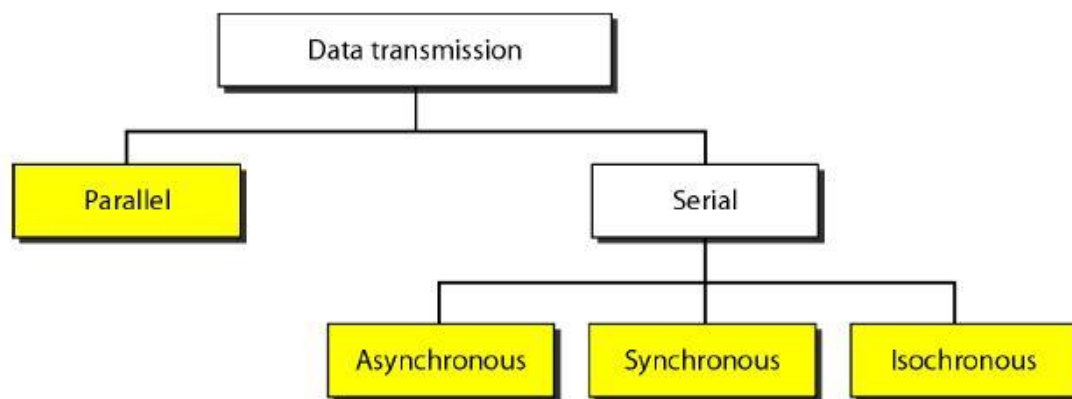 Data transmission
Parallel
Serial
Asynchronous
Synchronous
Isochronous